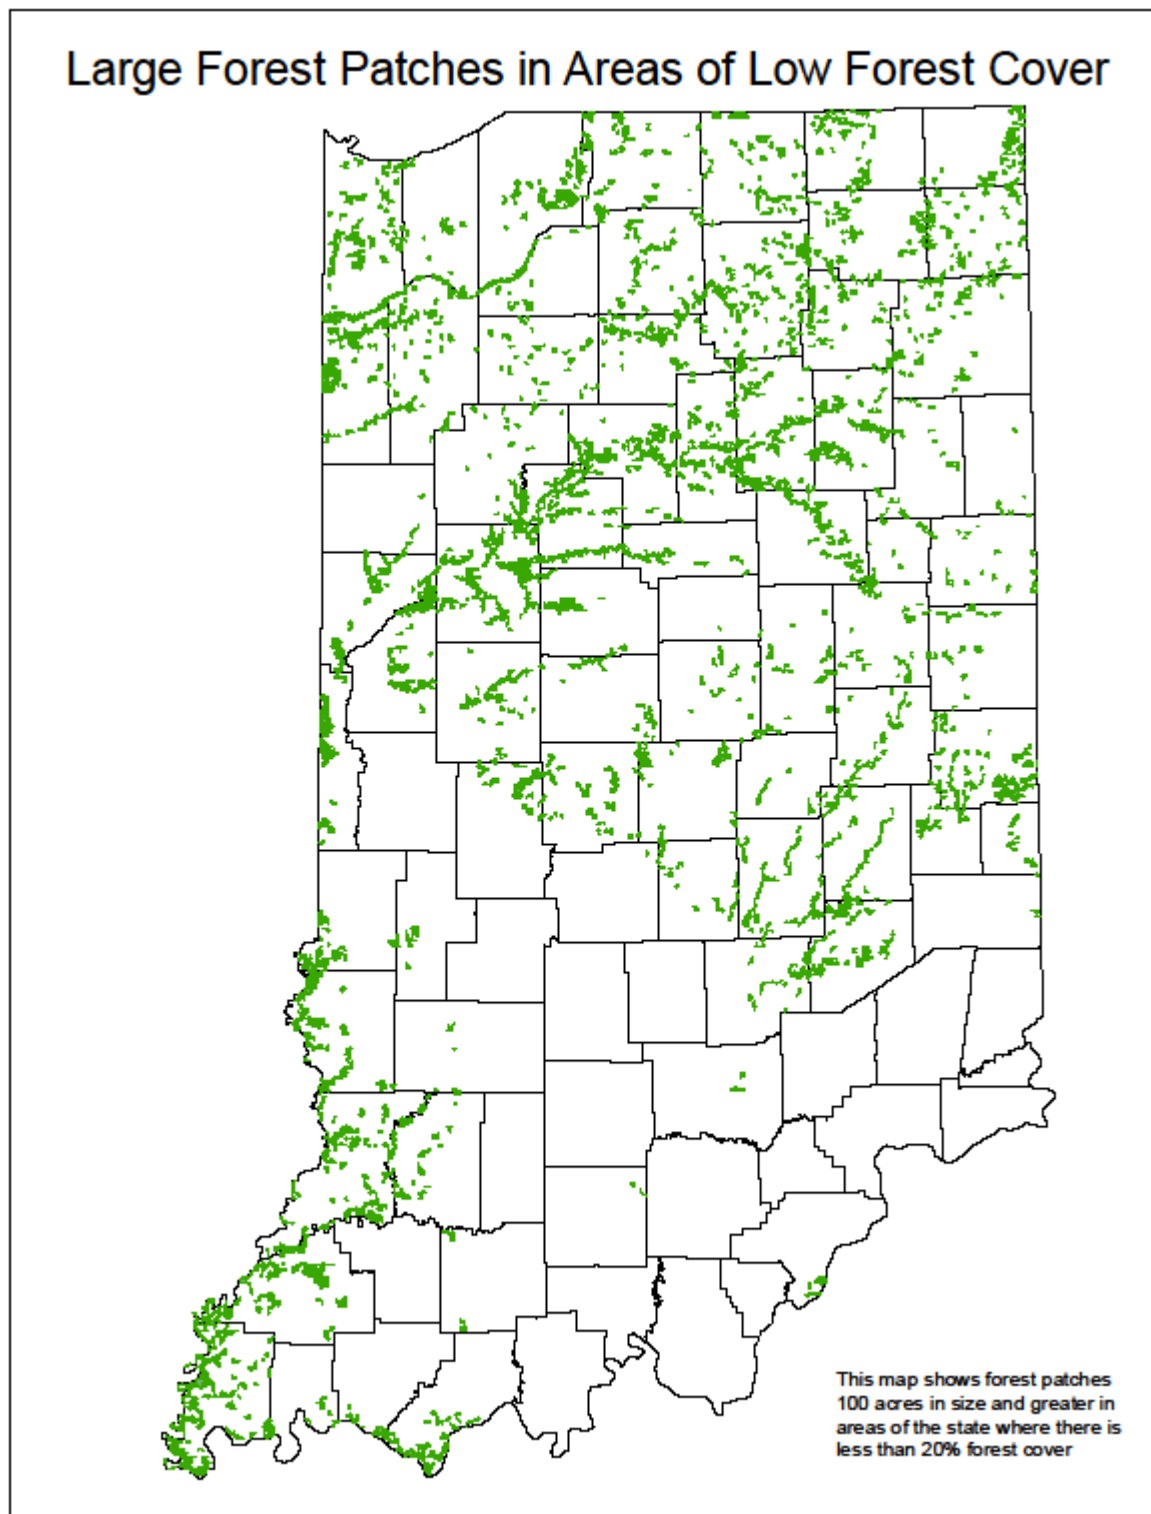 Large Forest Patches in Areas of Low Forest Cover
This map shows forest patches
100 acres in size and greater in
areas of the state where there is
less than 20% forest cover